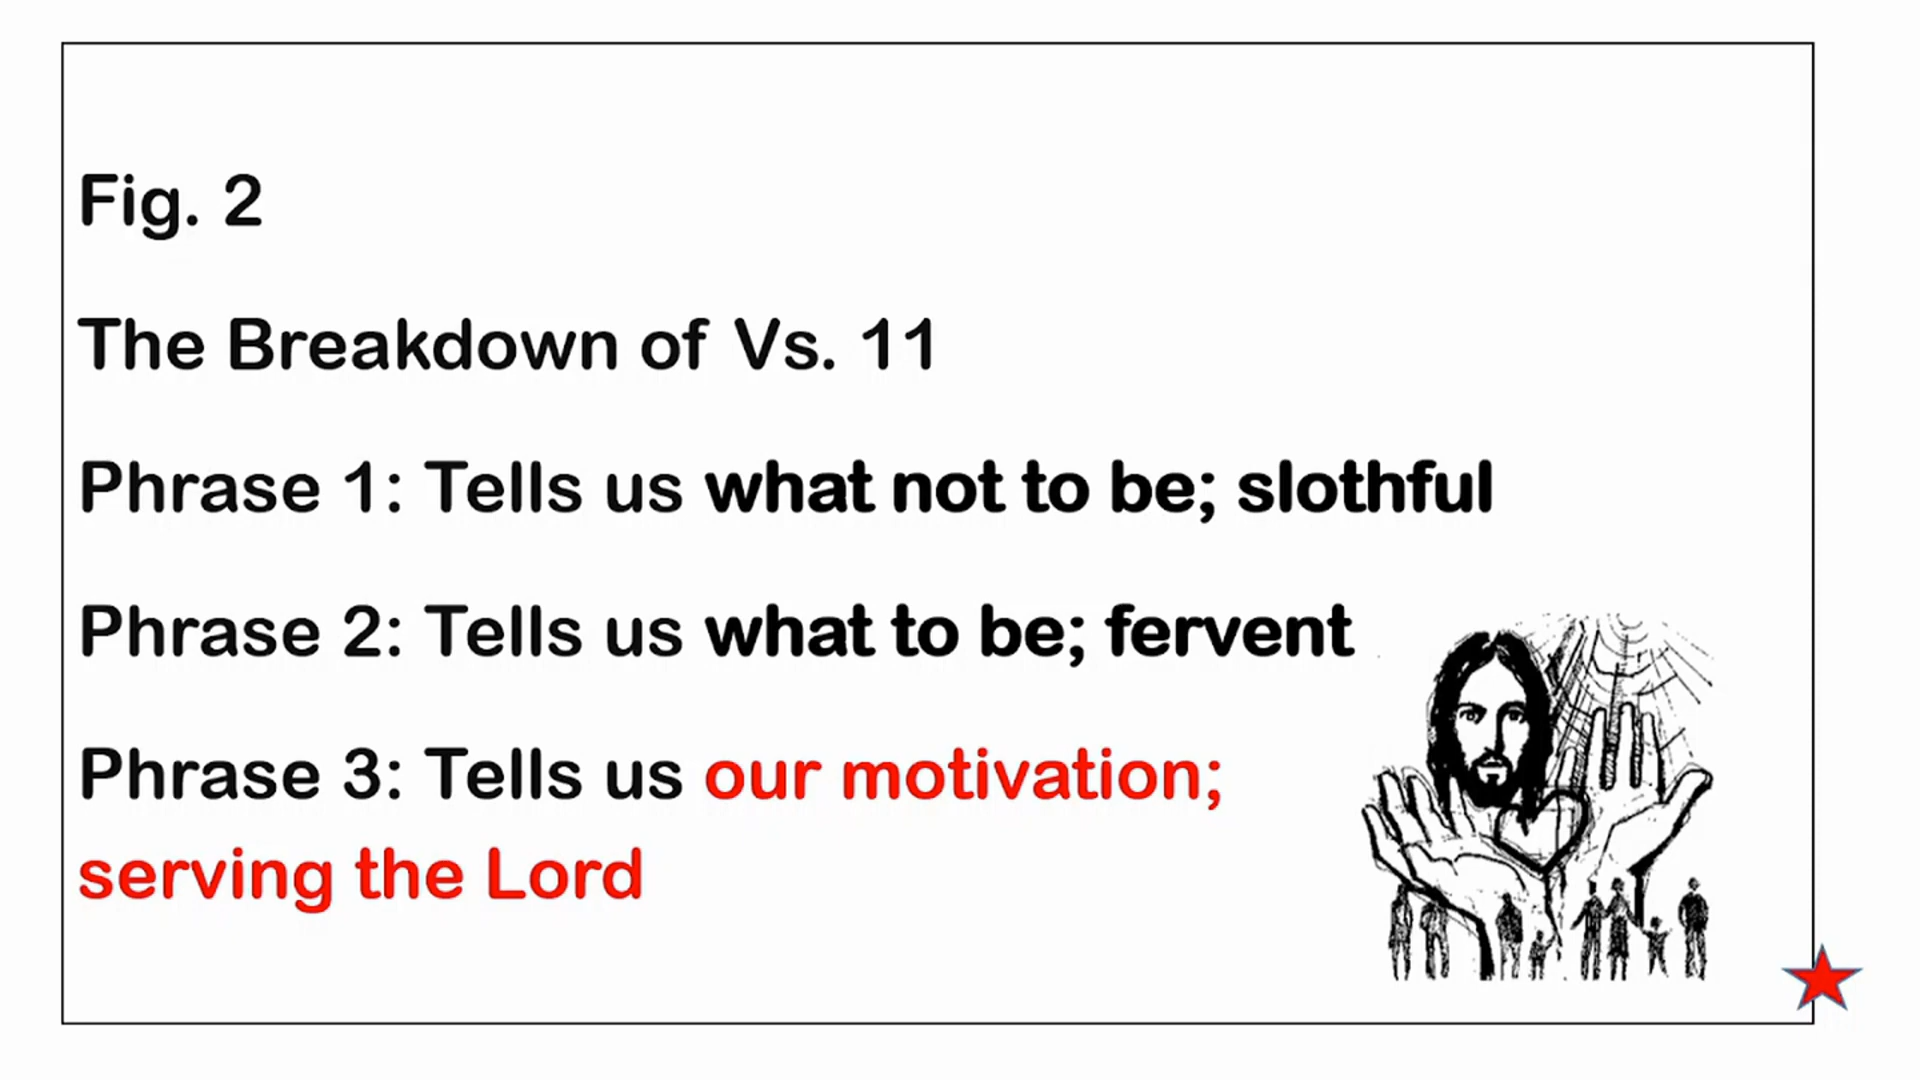 Fig. 2
The Breakdown of Vs. 11
Phrase 1: Tells us what not to be; slothful
Phrase 2: Tells us what to be; fervent
Phrase 3: Tells us our motivation;
serving the Lord